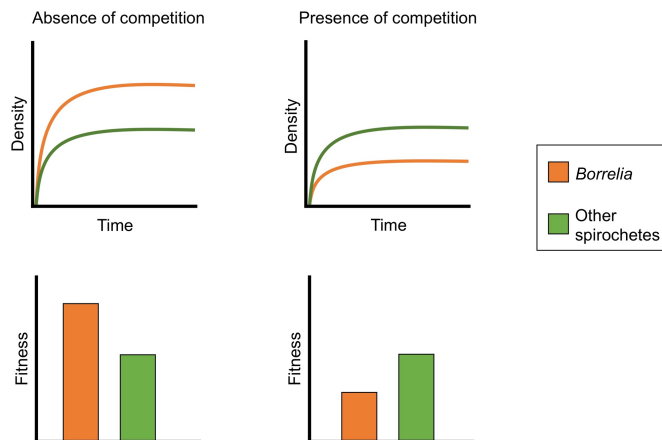 Absence of competition
Presence of competition
Density
Time
Density
Time
Borrelia
Other
spirochetes
Fitness
Fitness